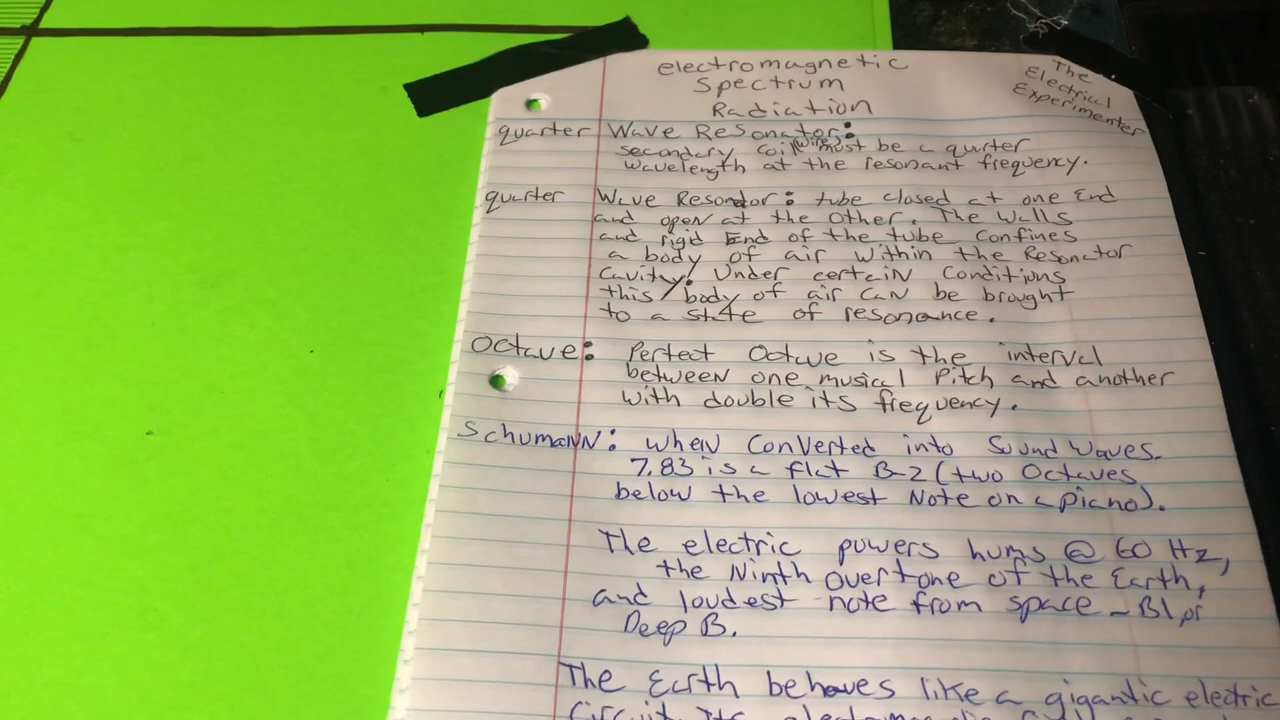 electromagnetic
Spectrum
Radiation
The
Electrical
Experimenter
quarter Wave Resonator:
secondary coil (wire) must be a qurter
wavelength at the resonant frequency.
quarter Wave Resonator: tube closed at one End
and open at the other. The walls
and rigid End of the tube confines
a body of air within the Resonator
Cavity! Under certain conditions
this body of air can be brought
to a state of resonance.
Octave: Perfect Octave is the interval
between one musical Pitch and another
with double its frequency.
Schumann: when converted into Sound waves.
7.83 is a flat B-2 (two Octaves
below the lowest Note on a piano).
The electric powers hums @ 60 Hz,
the Ninth overtone of the Earth,
and loudest note from space - B1, or
Deep B.
The Earth behaves like a gigantic electric
circuit. Its electromagnetic